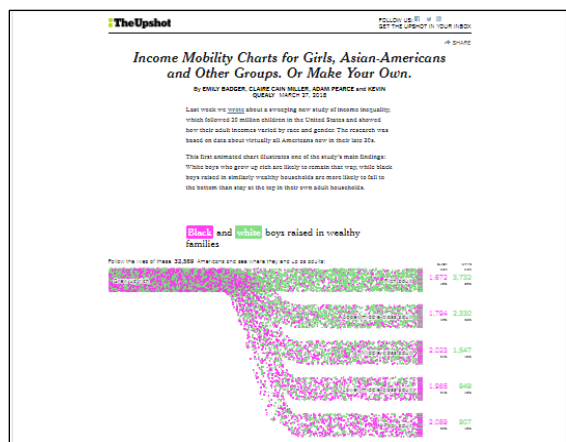 TheUpshot
FOLLOW US:
GET THE UPSHOT IN YOUR INBOX
SHARE
Income Mobility Charts for Girls, Asian-Americans
and Other Groups. Or Make Your Own.
By EMILY BADGER, CLAIRE CAIN MILLER, ADAM PEARCE and KEVIN
QUEALY MARCH 27, 2018
Last week we wrote about a sweeping new study of income inequality,
which followed 20 million children in the United States and showed
how their adult incomes varied by race and gender. The research was
based on data about virtually all Americans now in their late 30s.
This first animated chart illustrates one of the study's main findings:
White boys who grow up rich are likely to remain that way, while black
boys raised in similarly wealthy households are more likely to fall to
the bottom than stay at the top in their own adult households.
Black and white boys raised in wealthy
families
Follow the lives of these Americans and see where they end up as adults:
Grew up rich
Rich adult
1,672 3,732
1,794 2,330
2,023 1,547
1,985 949
2,089 907